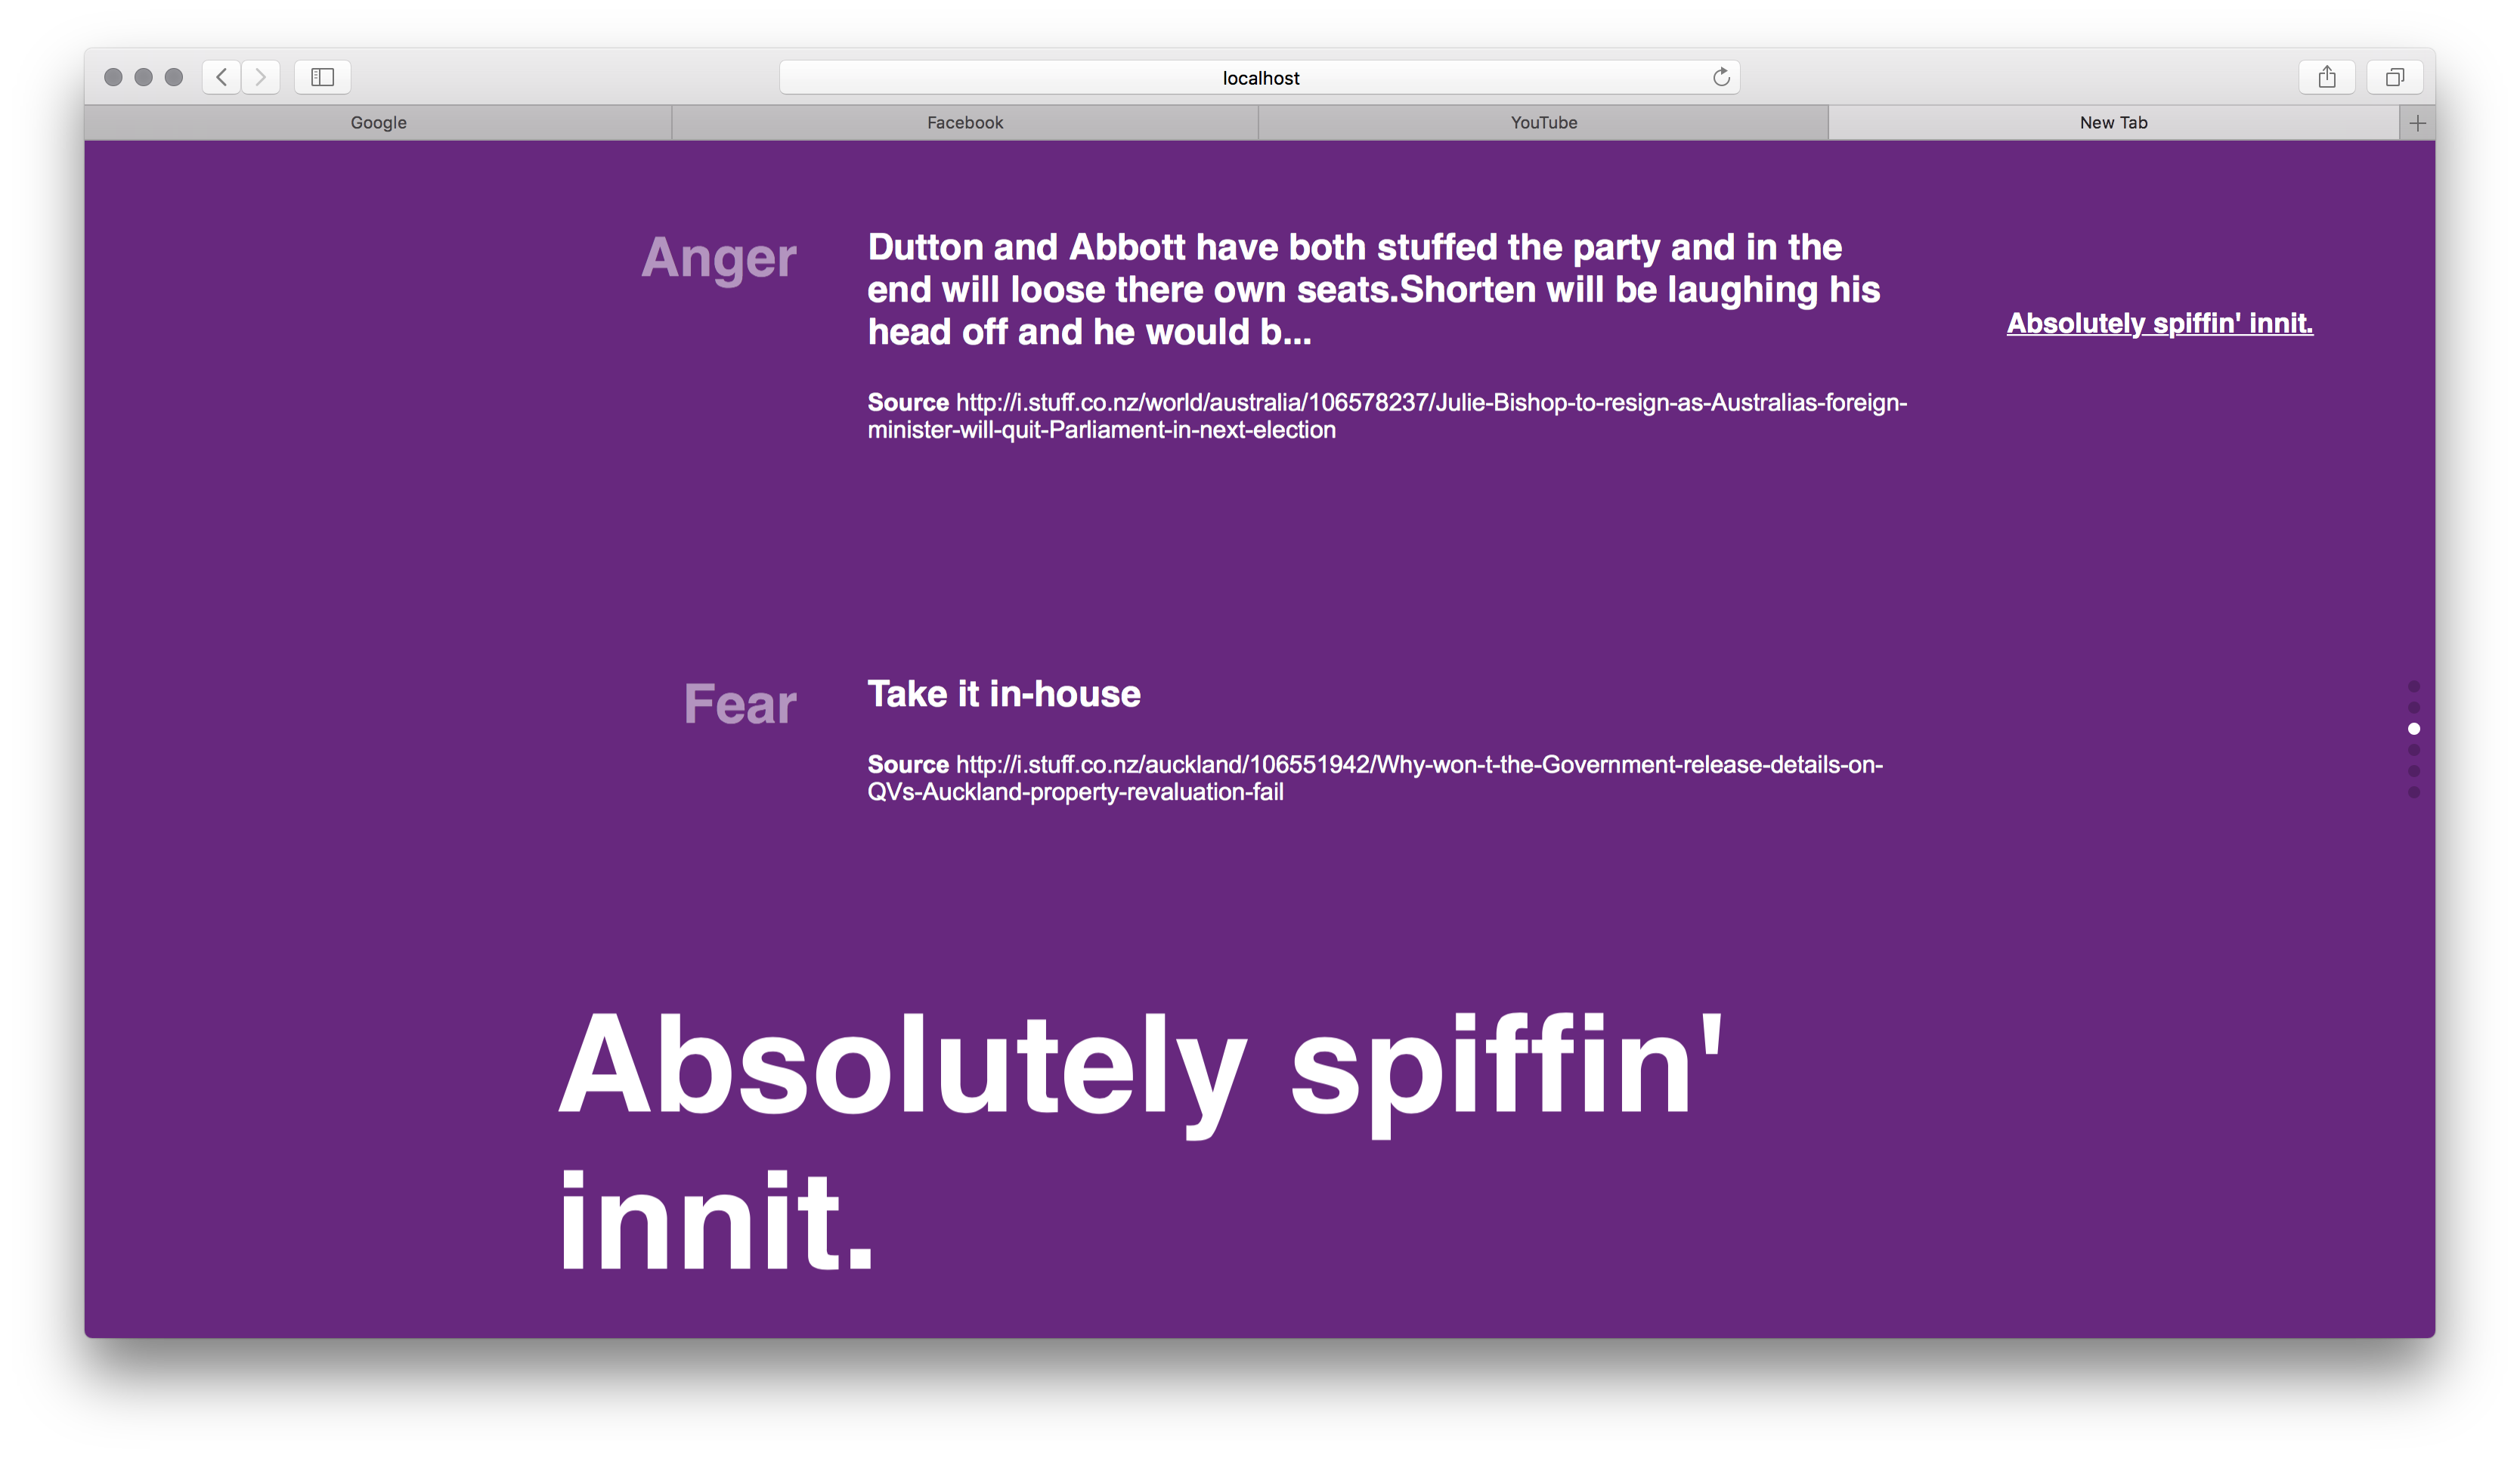 localhost
Google
Facebook
YouTube
New Tab
Anger
Dutton and Abbott have both stuffed the party and in the
end will loose there own seats.Shorten will be laughing his
head off and he would b...
Absolutely spiffin' innit.
Source http://i.stuff.co.nz/world/australia/106578237/Julie-Bishop-to-resign-as-Australias-foreign-
minister-will-quit-Parliament-in-next-election
Fear
Take it in-house
Source http://i.stuff.co.nz/auckland/106551942/Why-won-t-the-Government-release-details-on-
QVs-Auckland-property-revaluation-fail
Absolutely spiffin'
innit.